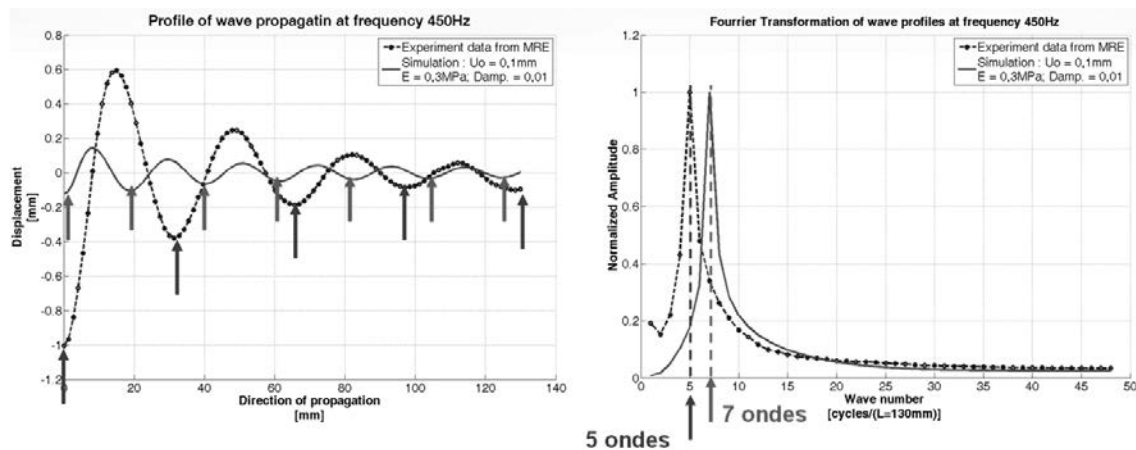 Profile of wave propagatin at frequency 450Hz
Experiment data from MRE
Simulation : Uo = 0,1mm
E = 0,3MPa; Damp. = 0,01
0.8
0.6
0.4
0.2
0
-0.2
-0.4
-0.6
-0.8
-1
-1.2
Displacement
[mm]
0 20 40 60 80 100 120 140
Direction of propagation
[mm]
Fourrier Transformation of wave profiles at frequency 450Hz
Experiment data from MRE
Simulation : Uo = 0,1mm
E = 0,3MPa; Damp. = 0,01
1.2
1
0.8
0.6
0.4
0.2
0
Normalized Amplitude
0 5 10 15 20 25 30 35 40 45 50
Wave number
[cycles/(L=130mm)]
7 ondes
5 ondes